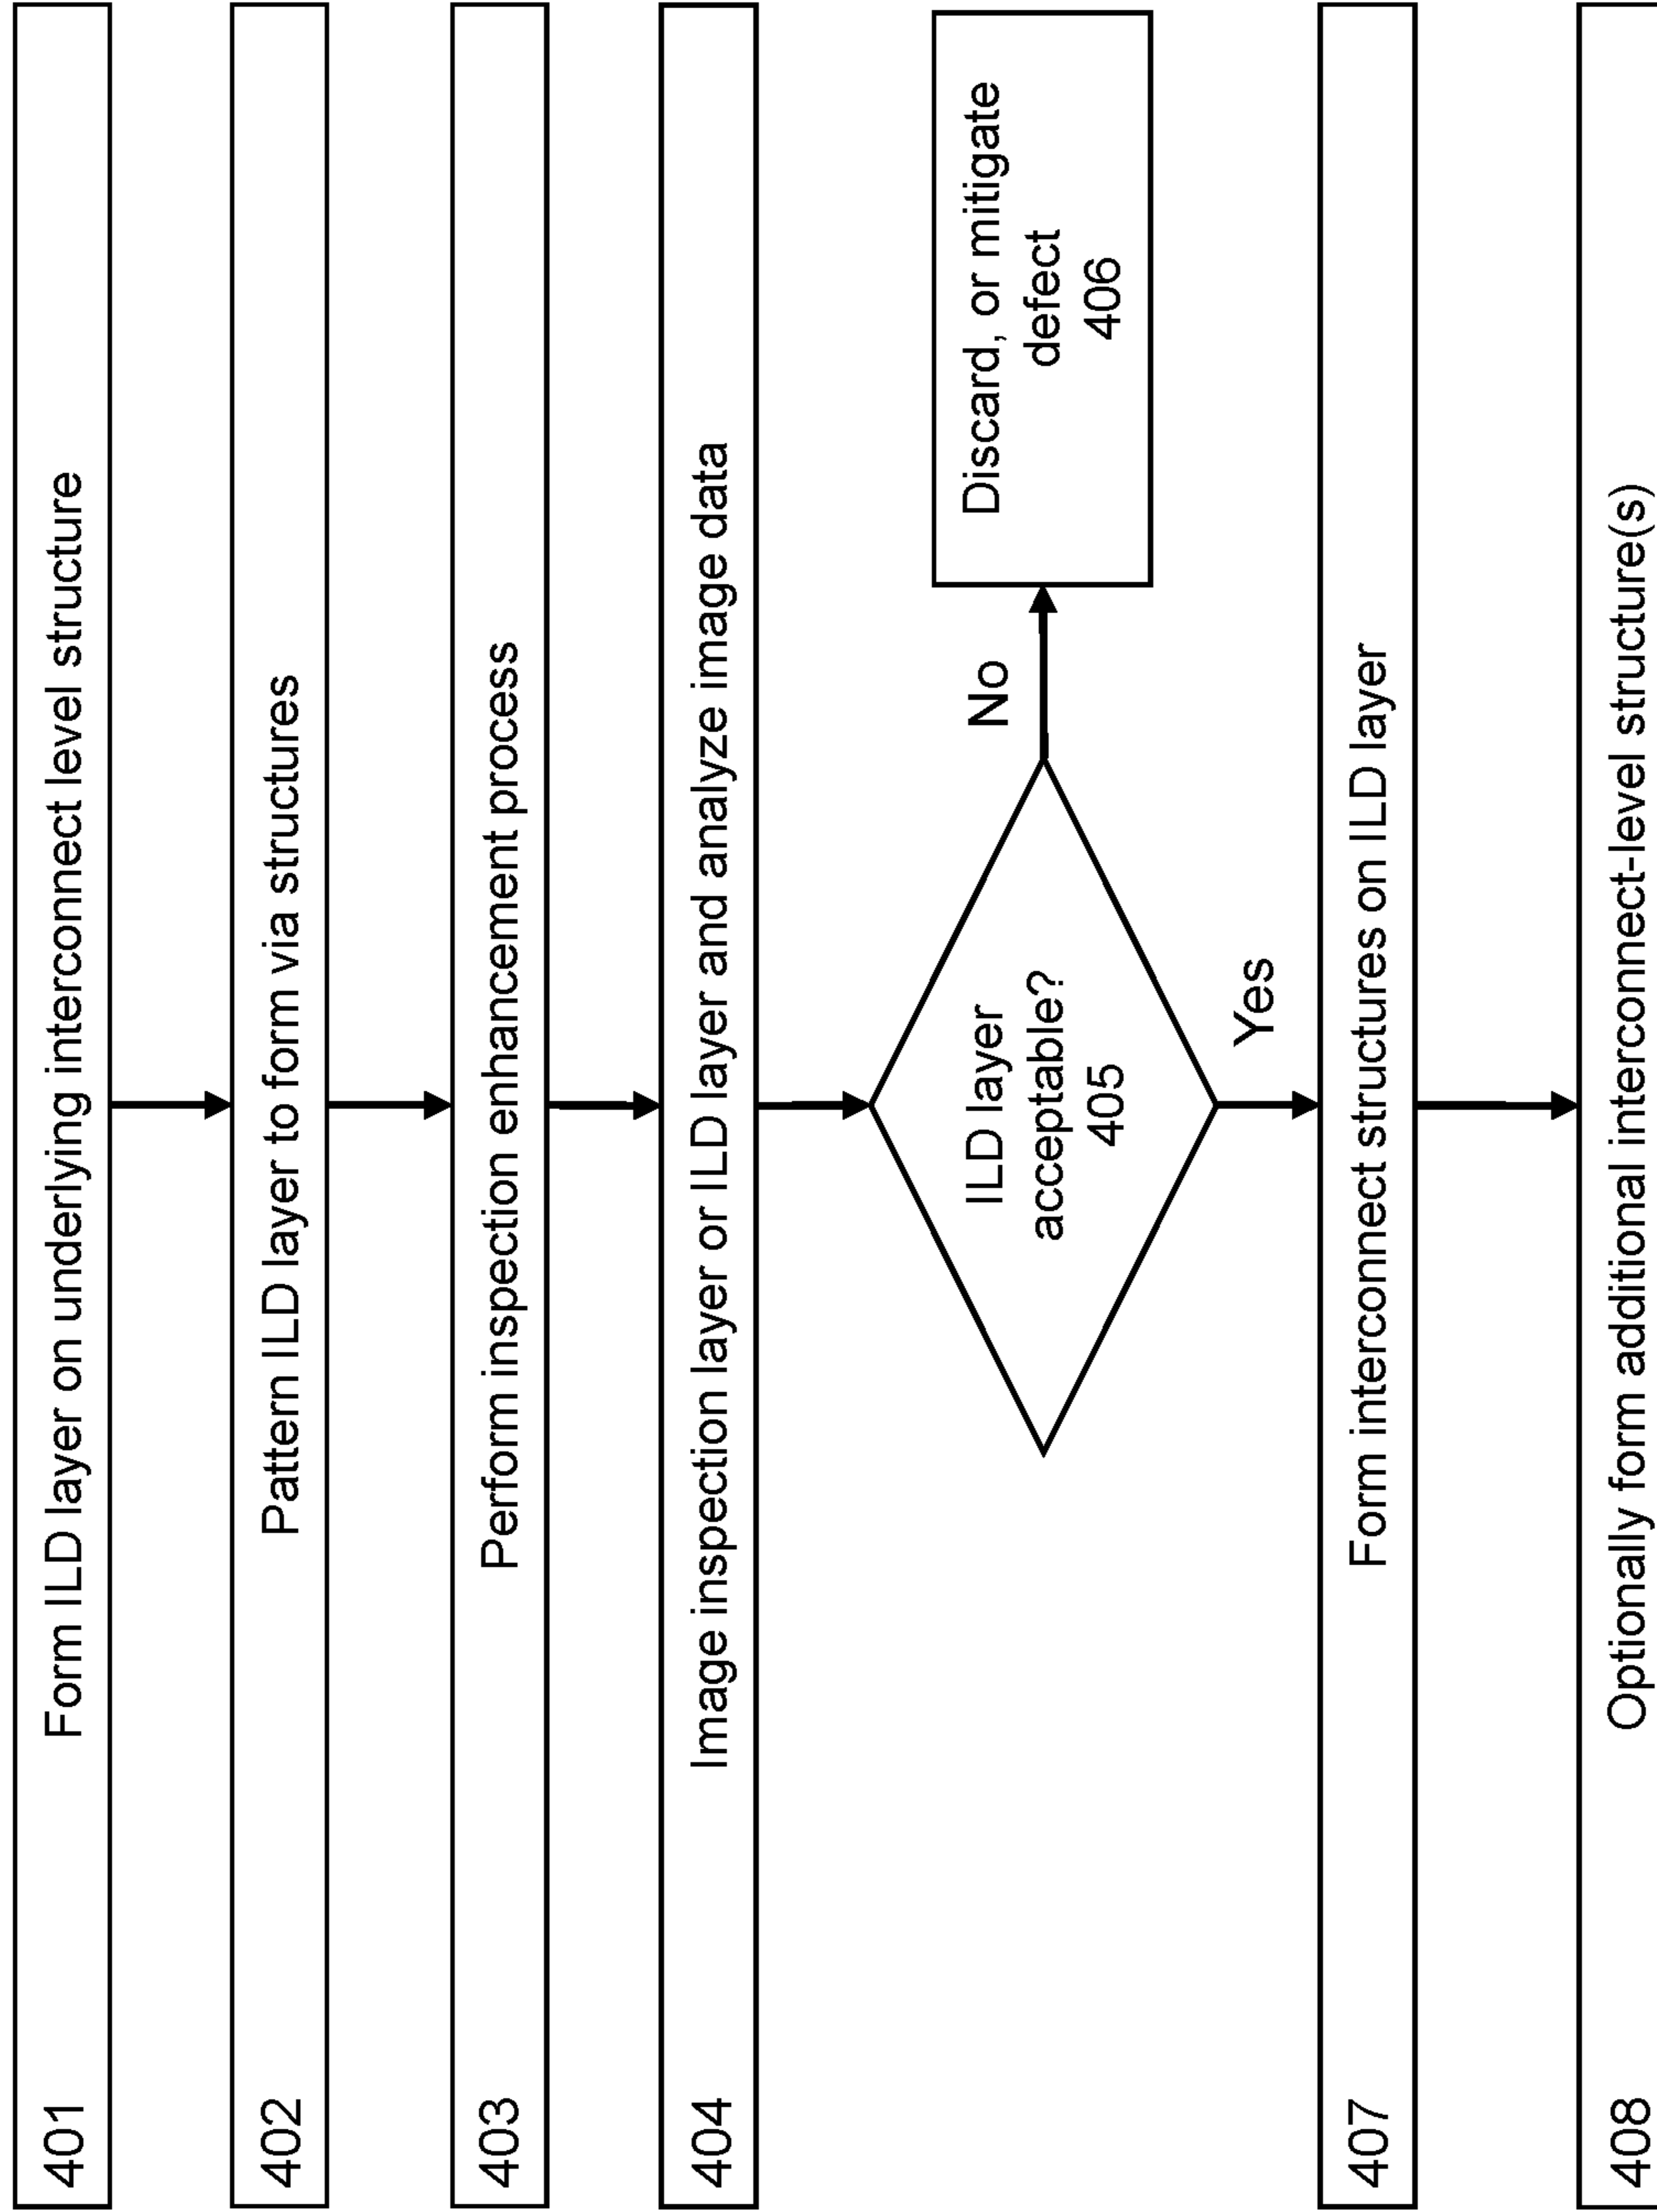 401 Form ILD layer on underlying interconnect level structure
402 Pattern ILD layer to form via structures
403 Perform inspection enhancement process
404 Image inspection layer or ILD layer and analyze image data
ILD layer
acceptable?
405
No
Discard, or mitigate
defect
406
Yes
407 Form interconnect structures on ILD layer
408 Optionally form additional interconnect-level structure(s)